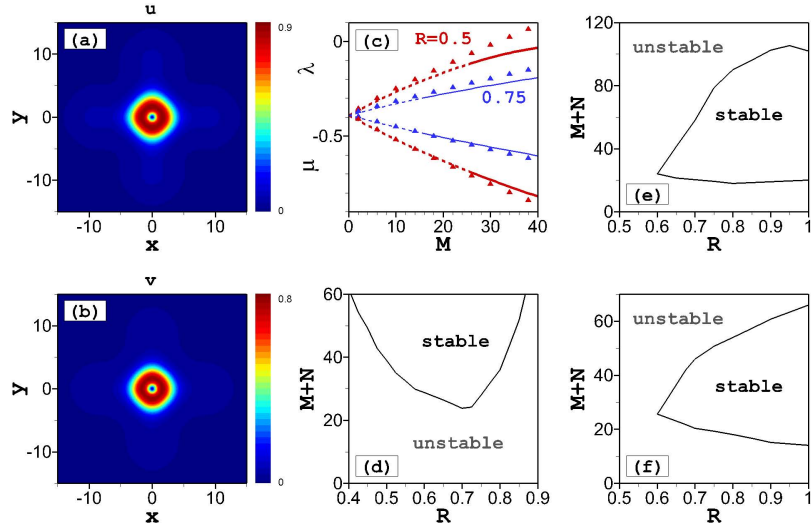 u
(a)
y
10
0
-10
-10
0
10
x
0.9
0
(c)
R=0.5
0.75
λ
μ
0
-0.5
0
10
20
30
40
M
(e)
unstable
stable
M+N
120
80
40
0
0.5
0.6
0.7
0.8
0.9
1
R
v
(b)
y
10
0
-10
-10
0
10
x
0.8
0
(d)
stable
unstable
M+N
60
40
20
0
0.4
0.5
0.6
0.7
0.8
0.9
R
(f)
unstable
stable
M+N
60
40
20
0
0.5
0.6
0.7
0.8
0.9
1
R